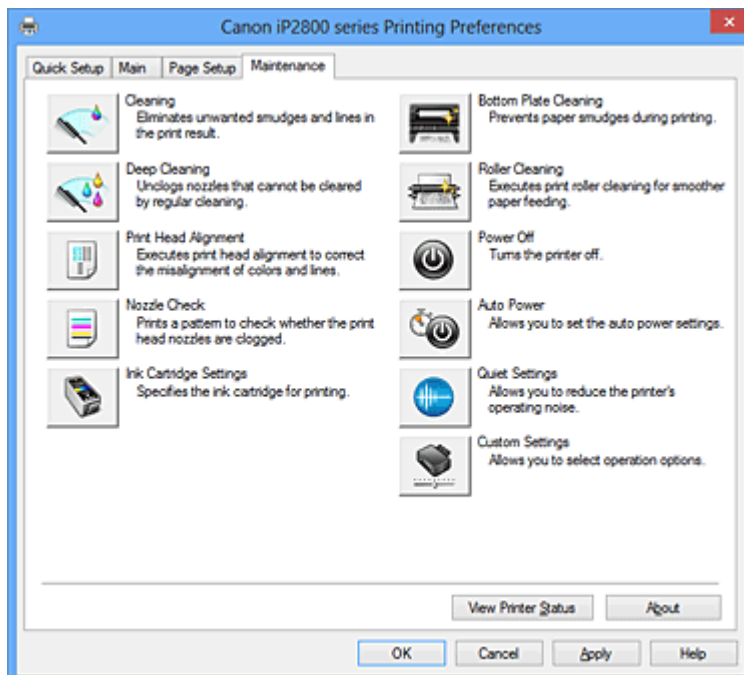 Canon iP2800 series Printing Preferences
Quick Setup Main Page Setup Maintenance
Cleaning
Eliminates unwanted smudges and lines in
the print result.
Deep Cleaning
Unclogs nozzles that cannot be cleared
by regular cleaning.
Print Head Alignment
Executes print head alignment to correct
the misalignment of colors and lines.
Nozzle Check
Prints a pattern to check whether the print
head nozzles are clogged.
Ink Cartridge Settings
Specifies the ink cartridge for printing.
Bottom Plate Cleaning
Prevents paper smudges during printing.
Roller Cleaning
Executes print roller cleaning for smoother
paper feeding.
Power Off
Turns the printer off.
Auto Power
Allows you to set the auto power settings.
Quiet Settings
Allows you to reduce the printer's
operating noise.
Custom Settings
Allows you to select operation options.
View Printer Status About
OK Cancel Apply Help